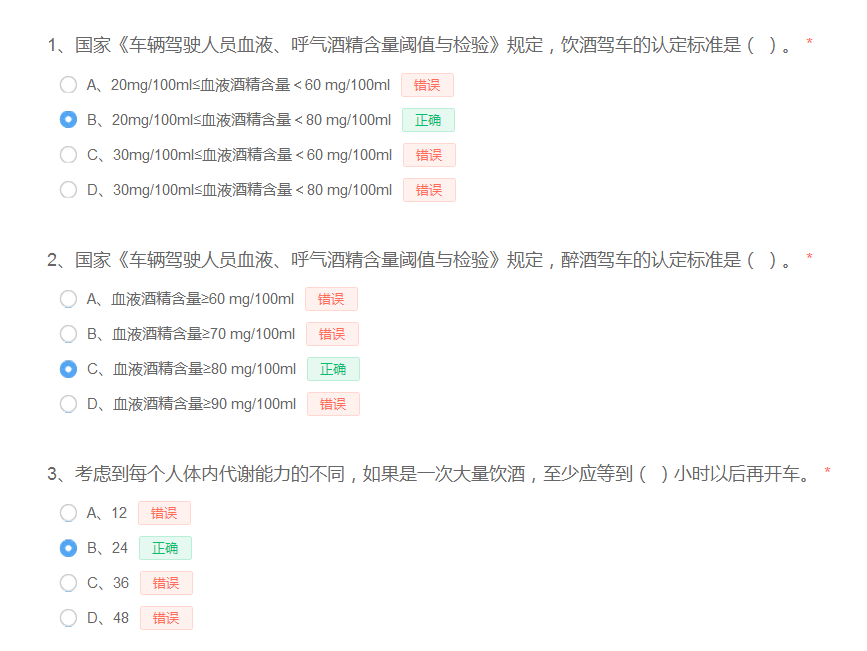 1、国家《车辆驾驶人员血液、呼气酒精含量阈值与检验》规定，饮酒驾车的认定标准是（ ）。 *
A、20mg/100ml≤血液酒精含量＜60 mg/100ml 错误
B、20mg/100ml≤血液酒精含量＜80 mg/100ml 正确
C、30mg/100ml≤血液酒精含量＜60 mg/100ml 错误
D、30mg/100ml≤血液酒精含量＜80 mg/100ml 错误
2、国家《车辆驾驶人员血液、呼气酒精含量阈值与检验》规定，醉酒驾车的认定标准是（ ）。 *
A、血液酒精含量≥60 mg/100ml 错误
B、血液酒精含量≥70 mg/100ml 错误
C、血液酒精含量≥80 mg/100ml 正确
D、血液酒精含量≥90 mg/100ml 错误
3、考虑到每个人体内代谢能力的不同，如果是一次大量饮酒，至少应等到（ ）小时以后再开车。 *
A、12 错误
B、24 正确
C、36 错误
D、48 错误